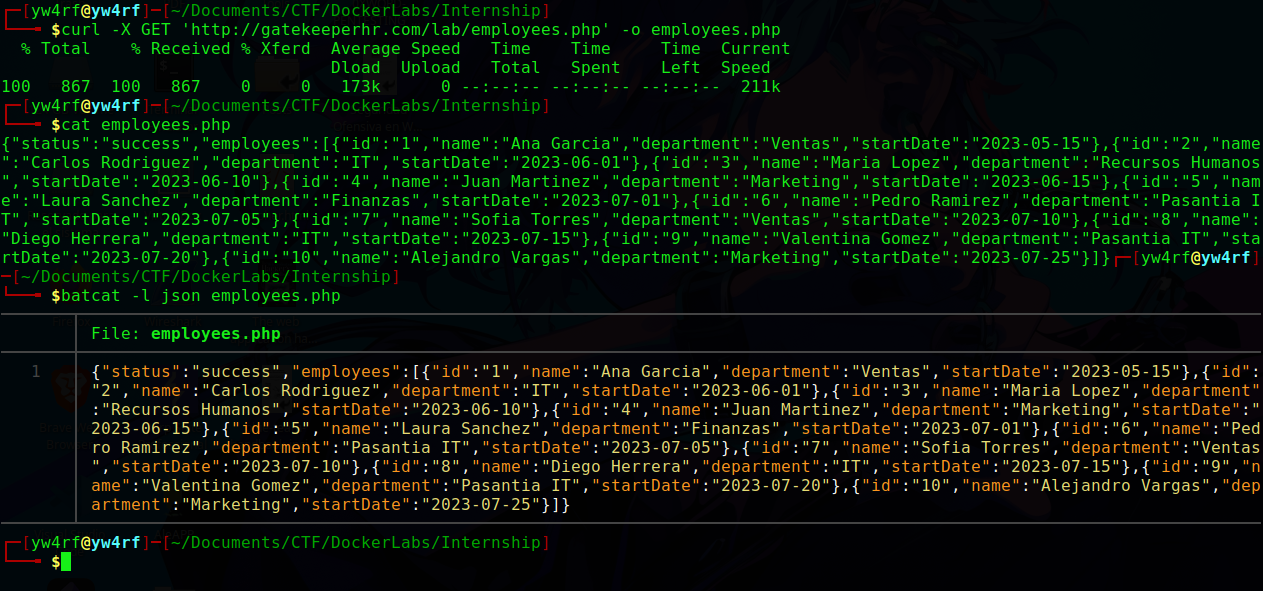 ┌─[yw4rf@yw4rf]─[~/Documents/CTF/DockerLabs/Internship]
└──╼ $curl -X GET 'http://gatekeeperhr.com/lab/employees.php' -o employees.php
  % Total    % Received % Xferd  Average Speed   Time    Time     Time  Current
                                 Dload  Upload   Total   Spent    Left  Speed
100   867  100   867    0     0   173k      0 --:--:-- --:--:-- --:--:--  211k
┌─[yw4rf@yw4rf]─[~/Documents/CTF/DockerLabs/Internship]
└──╼ $cat employees.php
{"status":"success","employees":[{"id":"1","name":"Ana Garcia","department":"Ventas","startDate":"2023-05-15"},{"id":"2","name
":"Carlos Rodriguez","department":"IT","startDate":"2023-06-01"},{"id":"3","name":"Maria Lopez","department":"Recursos Humanos
","startDate":"2023-06-10"},{"id":"4","name":"Juan Martinez","department":"Marketing","startDate":"2023-06-15"},{"id":"5","nam
e":"Laura Sanchez","department":"Finanzas","startDate":"2023-07-01"},{"id":"6","name":"Pedro Ramirez","department":"Pasantia I
T","startDate":"2023-07-05"},{"id":"7","name":"Sofia Torres","department":"Ventas","startDate":"2023-07-10"},{"id":"8","name":
"Diego Herrera","department":"IT","startDate":"2023-07-15"},{"id":"9","name":"Valentina Gomez","department":"Pasantia IT","sta
rtDate":"2023-07-20"},{"id":"10","name":"Alejandro Vargas","department":"Marketing","startDate":"2023-07-25"}]}┌─[yw4rf@yw4rf]
─[~/Documents/CTF/DockerLabs/Internship]
└──╼ $batcat -l json employees.php
File: employees.php
1 {"status":"success","employees":[{"id":"1","name":"Ana Garcia","department":"Ventas","startDate":"2023-05-15"},{"id":
"2","name":"Carlos Rodriguez","department":"IT","startDate":"2023-06-01"},{"id":"3","name":"Maria Lopez","department"
:"Recursos Humanos","startDate":"2023-06-10"},{"id":"4","name":"Juan Martinez","department":"Marketing","startDate":"
2023-06-15"},{"id":"5","name":"Laura Sanchez","department":"Finanzas","startDate":"2023-07-01"},{"id":"6","name":"Ped
ro Ramirez","department":"Pasantia IT","startDate":"2023-07-05"},{"id":"7","name":"Sofia Torres","department":"Ventas
","startDate":"2023-07-10"},{"id":"8","name":"Diego Herrera","department":"IT","startDate":"2023-07-15"},{"id":"9","n
ame":"Valentina Gomez","department":"Pasantia IT","startDate":"2023-07-20"},{"id":"10","name":"Alejandro Vargas","dep
artment":"Marketing","startDate":"2023-07-25"}]}
┌─[yw4rf@yw4rf]─[~/Documents/CTF/DockerLabs/Internship]
└──╼ $